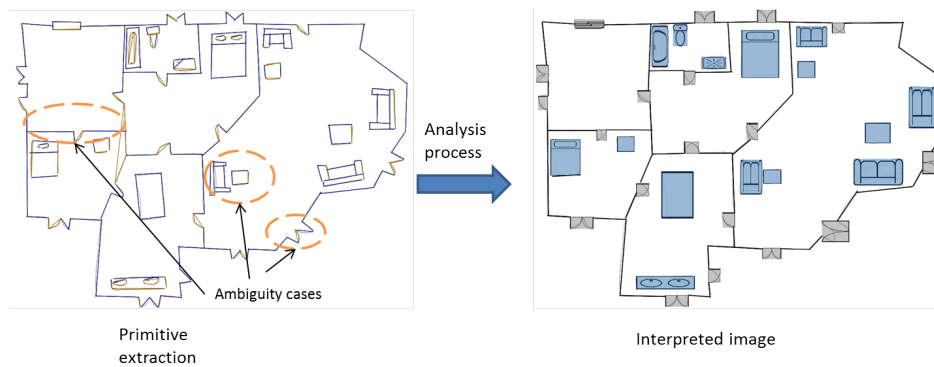 Analysis
process
Ambiguity cases
Primitive
extraction
Interpreted image